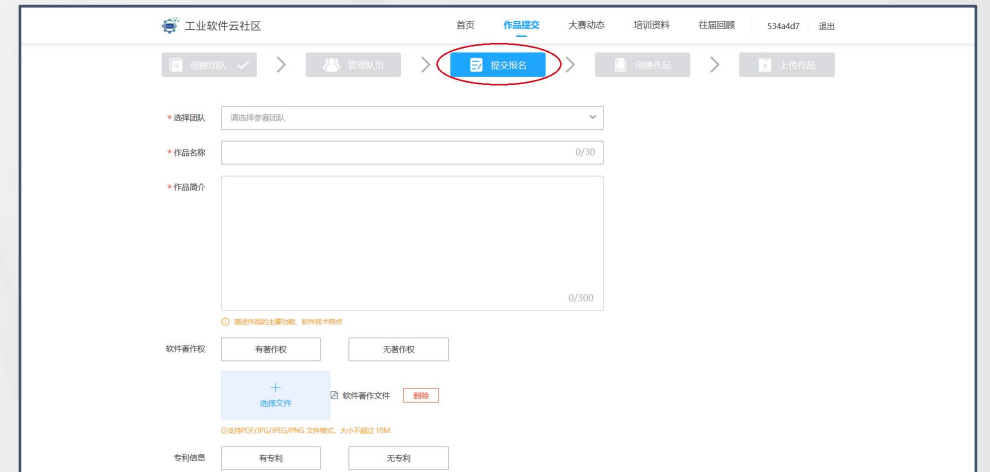 工业软件云社区 首页 作品提交 大赛动态 培训资料 往届回顾 534a4d7 退出
创建团队 管理队员 提交报名 创建作品 上传作品
* 选择团队 请选择参赛团队
* 作品名称 0/30
* 作品简介
0/300
描述作品的主要功能、软件技术特点
软件著作权 有著作权 无著作权
选择文件 软件著作文件 删除
支持PDF/JPG/JPEG/PNG 文件格式，大小不超过 10M
专利信息 有专利 无专利